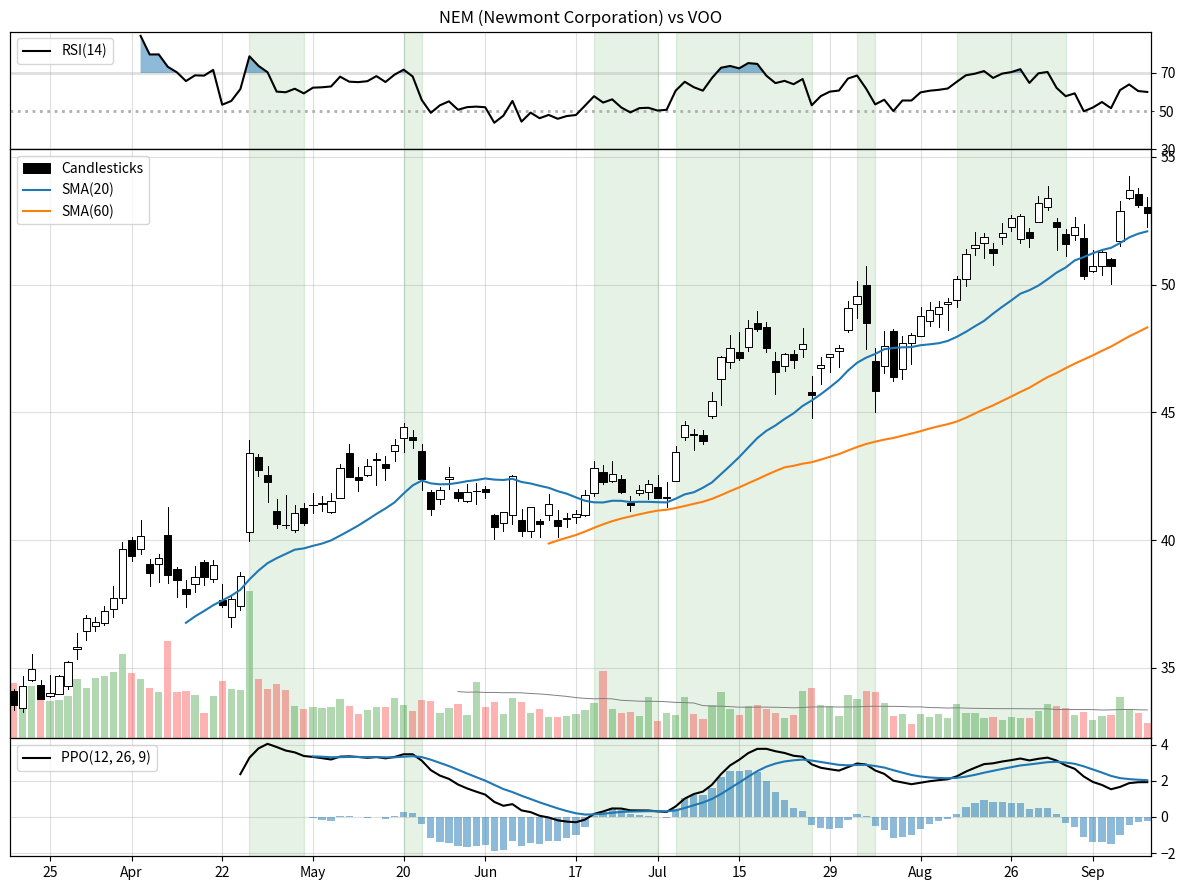 NEM (Newmont Corporation) vs VOO
RSI(14)
70
50
30
Candlesticks
SMA(20)
SMA(60)
55
50
45
40
35
PPO(12, 26, 9)
4
2
0
−2
25 Apr 22 May 20 Jun 17 Jul 15 29 Aug 26 Sep